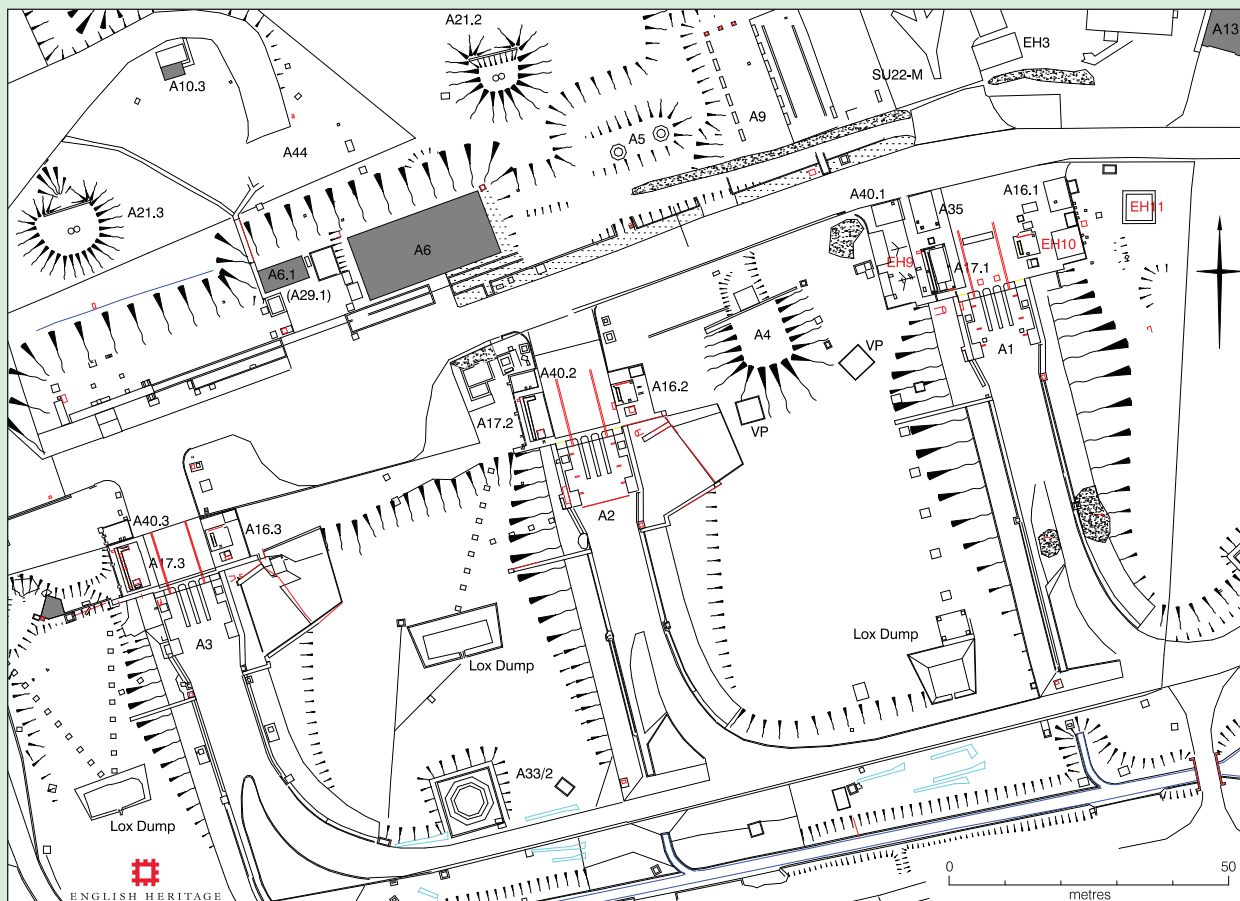 A21.2
A13
EH3
A10.3
SU22-M
A9
A5
A44
A40.1
A16.1
A21.3
A35
EH11
A6
EH10
A6.1
EH9
A17.1
(A29.1)
A4
VP
A1
A40.2
A16.2
A17.2
VP
A2
A40.3
A16.3
A17.3
A3
Lox Dump
Lox Dump
A33/2
Lox Dump
ENGLISH HERITAGE
0
50
metres